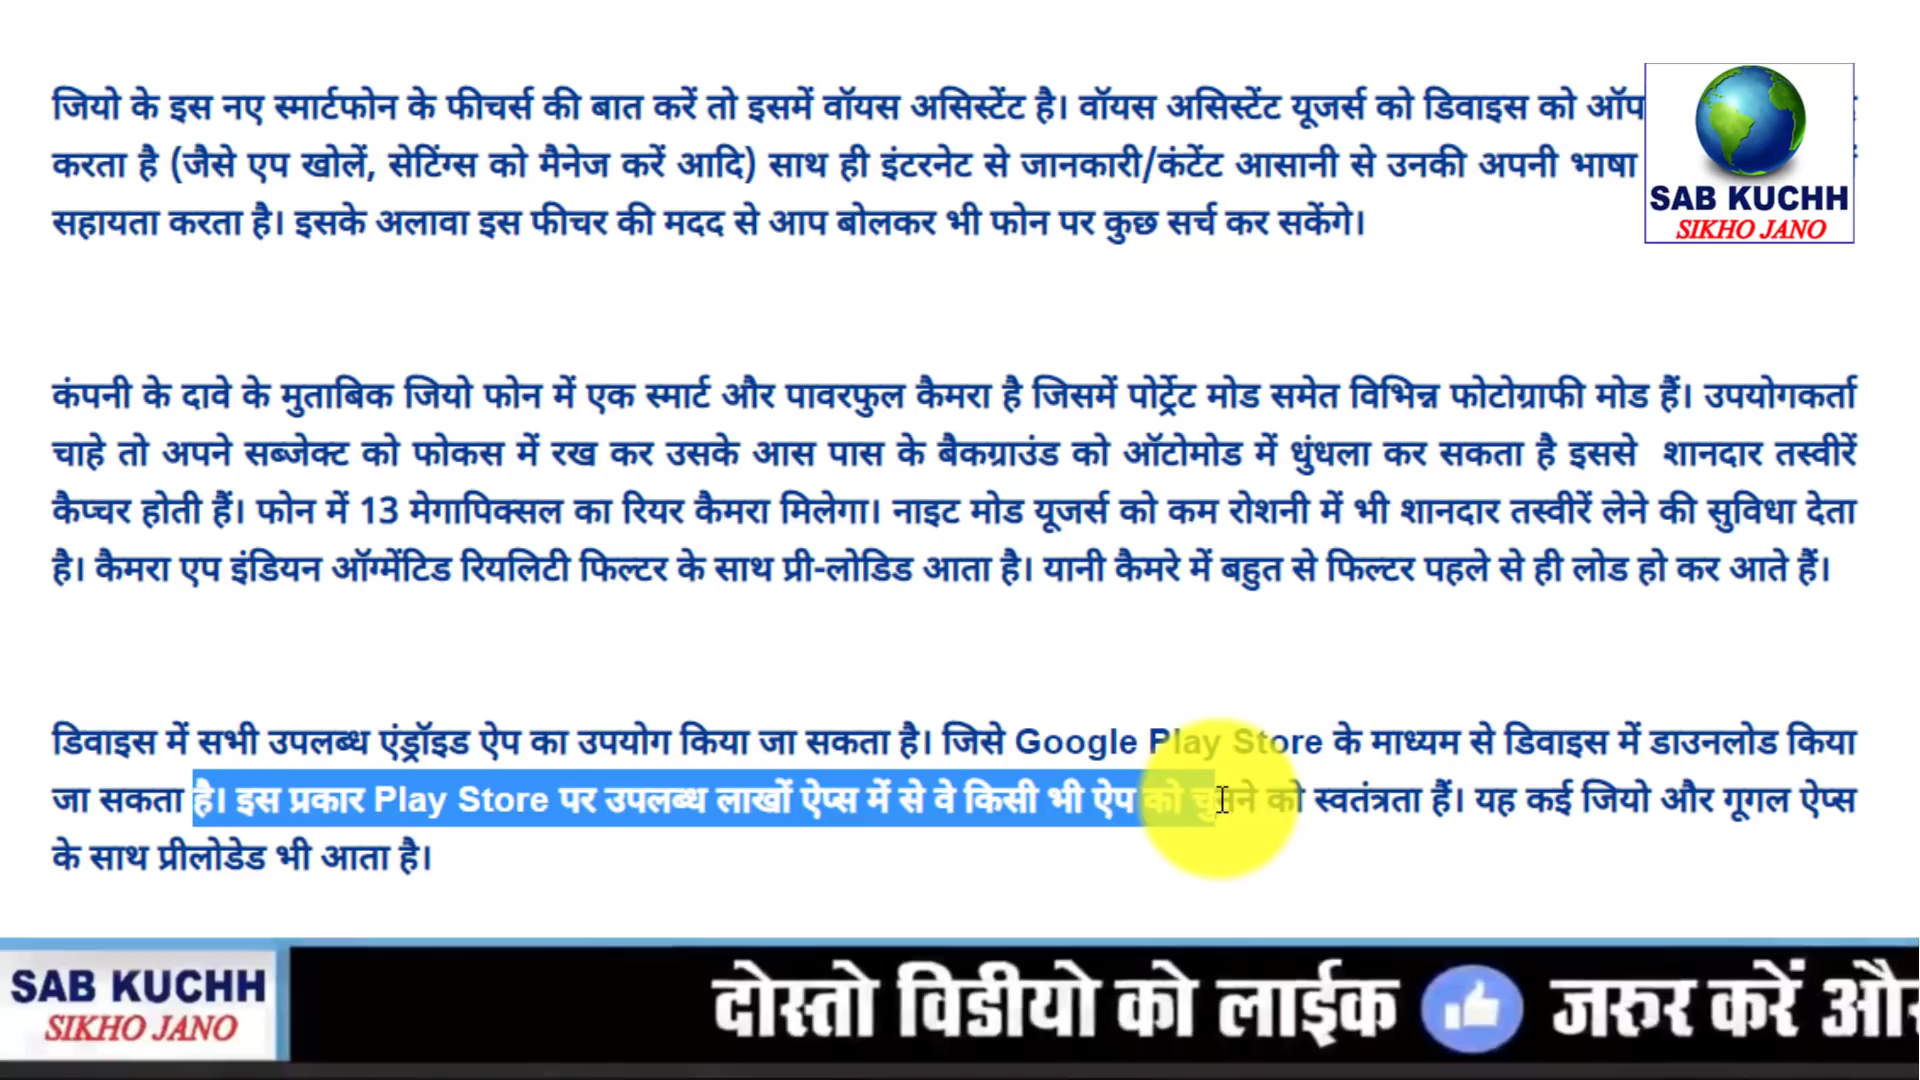 जियो के इस नए स्मार्टफोन के फीचर्स की बात करें तो इसमें वॉयस असिस्टेंट है। वॉयस असिस्टेंट यूजर्स को डिवाइस को
करता है (जैसे एप खोलें, सेटिंग्स को मैनेज करें आदि) साथ ही इंटरनेट से जानकारी/कंटेंट आसानी से उनकी अपनी भाषा
सहायता करता है। इसके अलावा इस फीचर की मदद से आप बोलकर भी फोन पर कुछ सर्च कर सकेंगे।
SAB KUCHH
SIKHO JANO
कंपनी के दावे के मुताबिक जियो फोन में एक स्मार्ट और पावरफुल कैमरा है जिसमें पोर्ट्रेट मोड समेत विभिन्न फोटोग्राफी मोड हैं। उपयोगकर्ता
चाहे तो अपने सब्जेक्ट को फोकस में रख कर उसके आस पास के बैकग्राउंड को ऑटोमोड में धुंधला कर सकता है इससे शानदार तस्वीरें
कैप्चर होती हैं। फोन में 13 मेगापिक्सल का रियर कैमरा मिलेगा। नाइट मोड यूजर्स को कम रोशनी में भी शानदार तस्वीरें लेने की सुविधा देता
है। कैमरा एप इंडियन ऑग्मेंटिड रियलिटी फिल्टर के साथ प्री-लोडिड आता है। यानी कैमरे में बहुत से फिल्टर पहले से ही लोड हो कर आते हैं।
डिवाइस में सभी उपलब्ध एंड्रॉइड ऐप का उपयोग किया जा सकता है। जिसे Google Play Store के माध्यम से डिवाइस में डाउनलोड किया
जा सकता है। इस प्रकार Play Store पर उपलब्ध लाखों ऐप्स में से वे किसी भी ऐप को चुनने को स्वतंत्रता हैं। यह कई जियो और गूगल ऐप्स
के साथ प्रीलोडेड भी आता है।
SAB KUCHH
SIKHO JANO
दोस्तो विडीयो को लाईक जरूर करें और